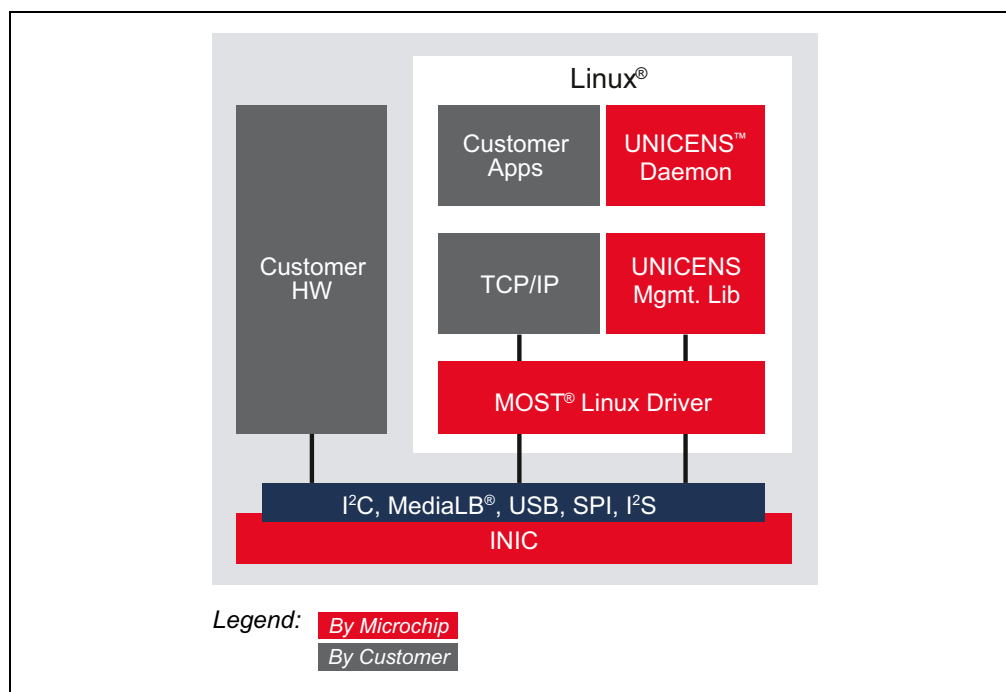 Linux®
Customer
Apps
UNICENS™
Daemon
Customer
HW
TCP/IP
UNICENS
Mgmt. Lib
MOST® Linux Driver
I²C, MediaLB®, USB, SPI, I²S
INIC
Legend:
By Microchip
By Customer